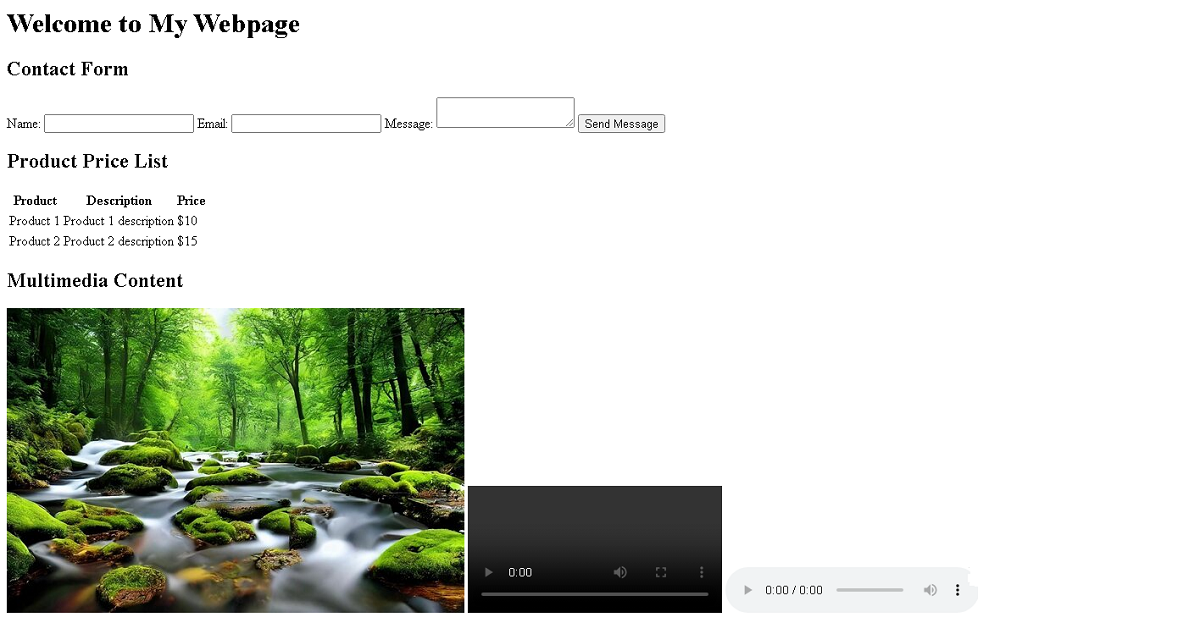 Welcome to My Webpage
Contact Form
Name: Email: Message: Send Message
Product Price List
Product Description Price
Product 1 Product 1 description $10
Product 2 Product 2 description $15
Multimedia Content
0:00
0:00 / 0:00